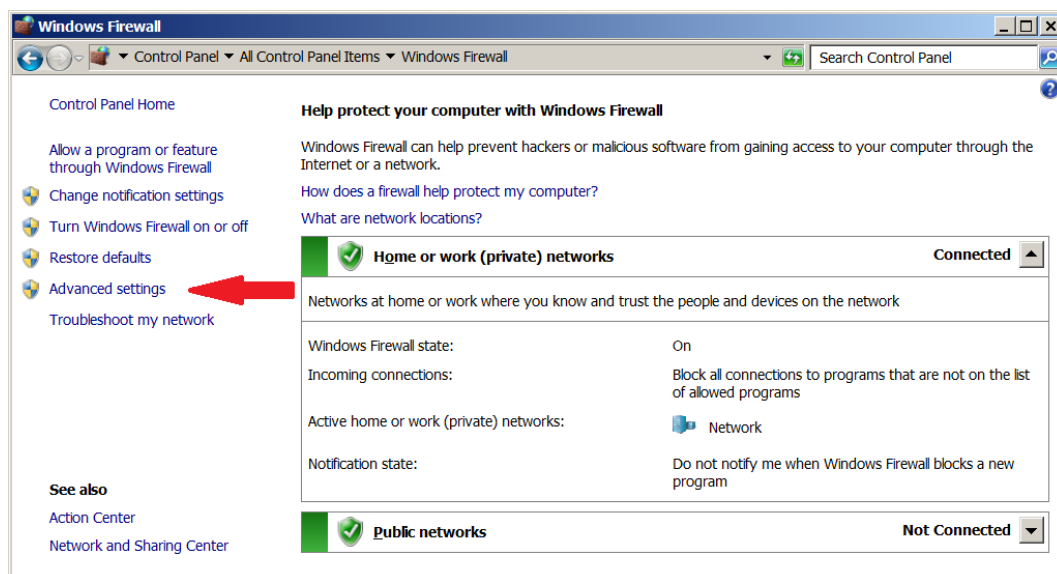 Windows Firewall
Control Panel All Control Panel Items Windows Firewall
Search Control Panel
Control Panel Home
Allow a program or feature
through Windows Firewall
Change notification settings
Turn Windows Firewall on or off
Restore defaults
Advanced settings
Troubleshoot my network
See also
Action Center
Network and Sharing Center
Help protect your computer with Windows Firewall
Windows Firewall can help prevent hackers or malicious software from gaining access to your computer through the
Internet or a network.
How does a firewall help protect my computer?
What are network locations?
Home or work (private) networks Connected
Networks at home or work where you know and trust the people and devices on the network
Windows Firewall state: On
Incoming connections: Block all connections to programs that are not on the list
of allowed programs
Active home or work (private) networks: Network
Notification state: Do not notify me when Windows Firewall blocks a new
program
Public networks Not Connected